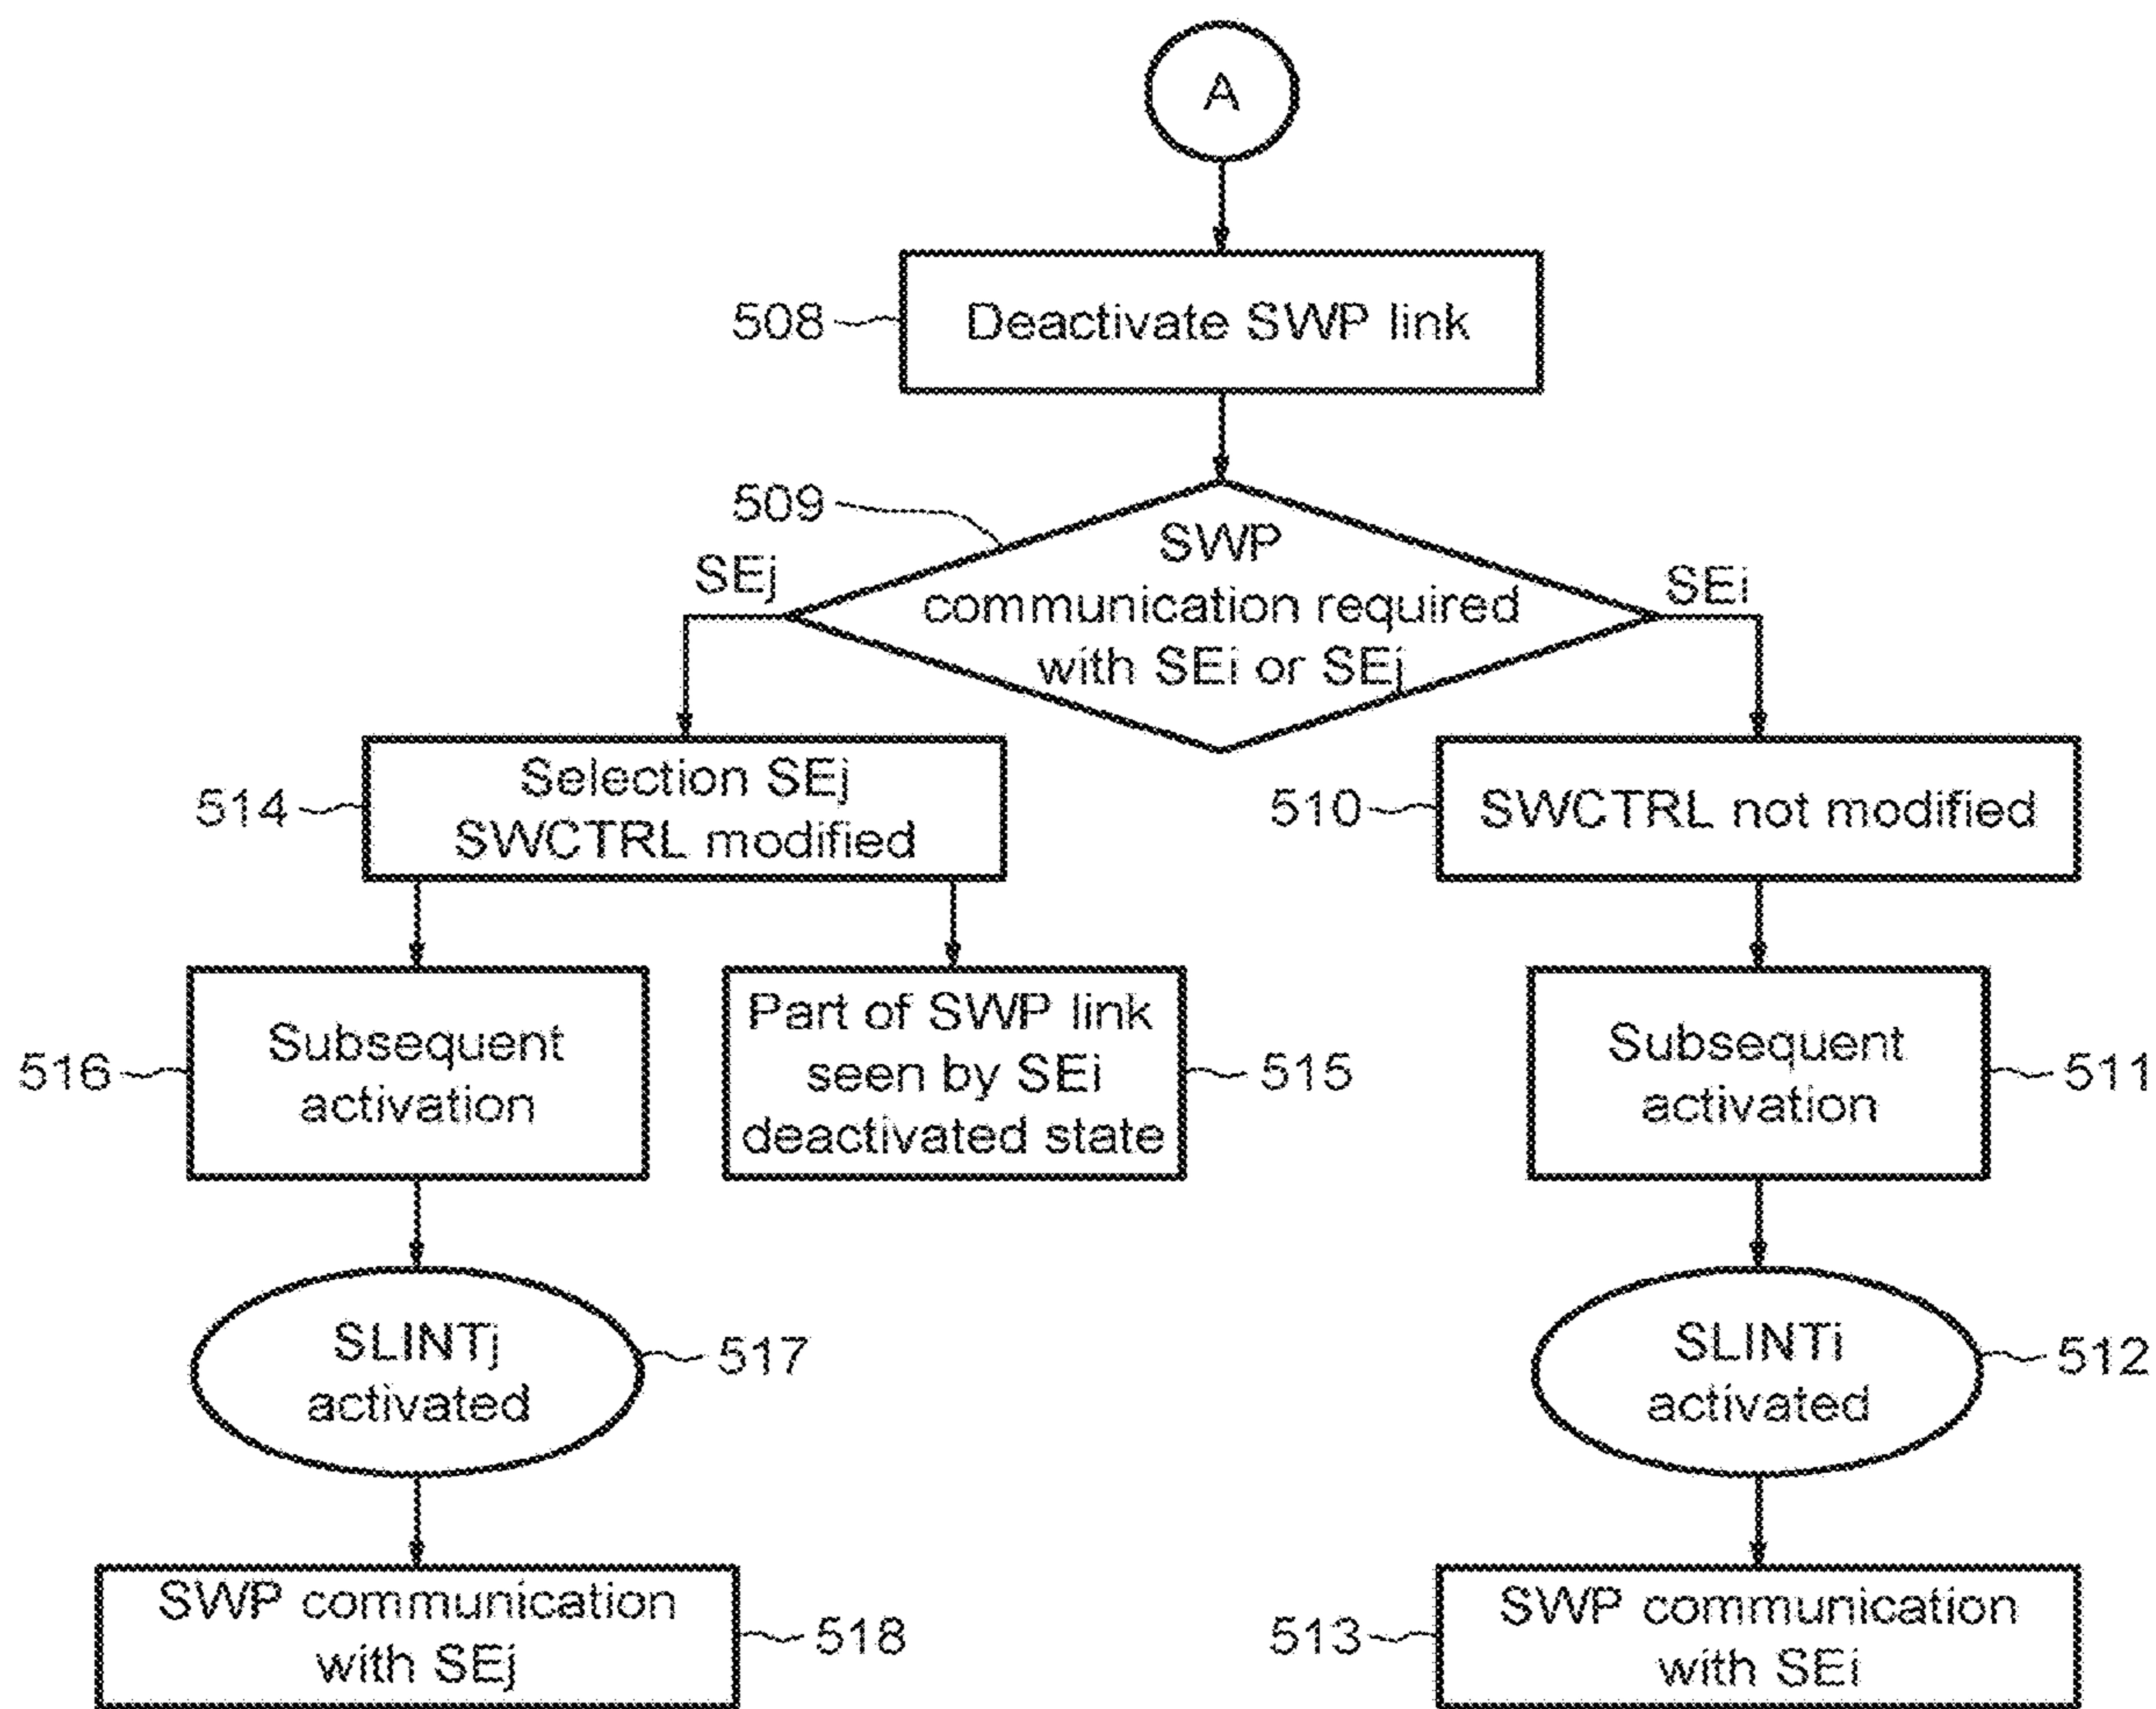 A
508
Deactivate SWP link
509
SWP
communication required
with SEi or SEj
SEj
SEi
514
Selection SEj
SWCTRL modified
510
SWCTRL not modified
516
Subsequent
activation
Part of SWP link
seen by SEi
deactivated state
515
Subsequent
activation
511
SLINTj
activated
517
SLINTi
activated
512
SWP communication
with SEj
518
513
SWP communication
with SEi